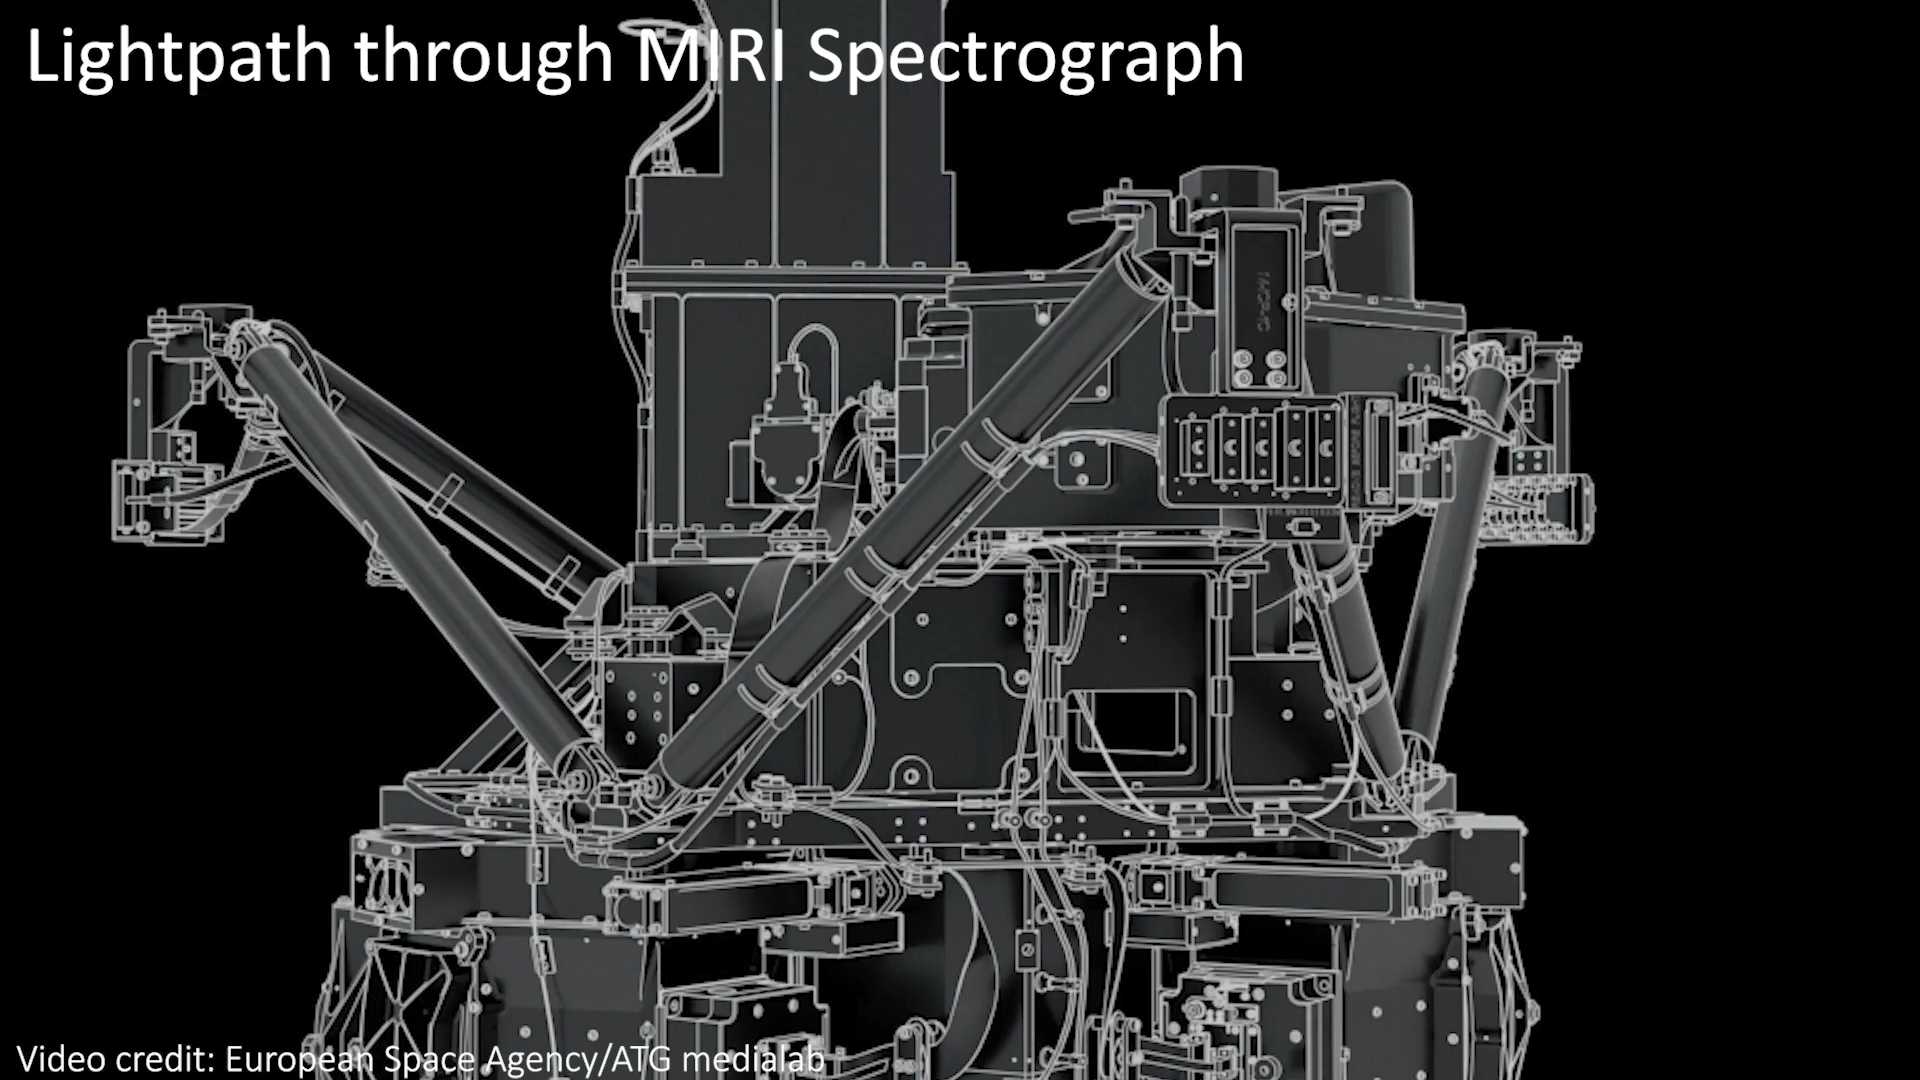 Lightpath through MIRI Spectrograph
Video credit: European Space Agency/ATG medialab